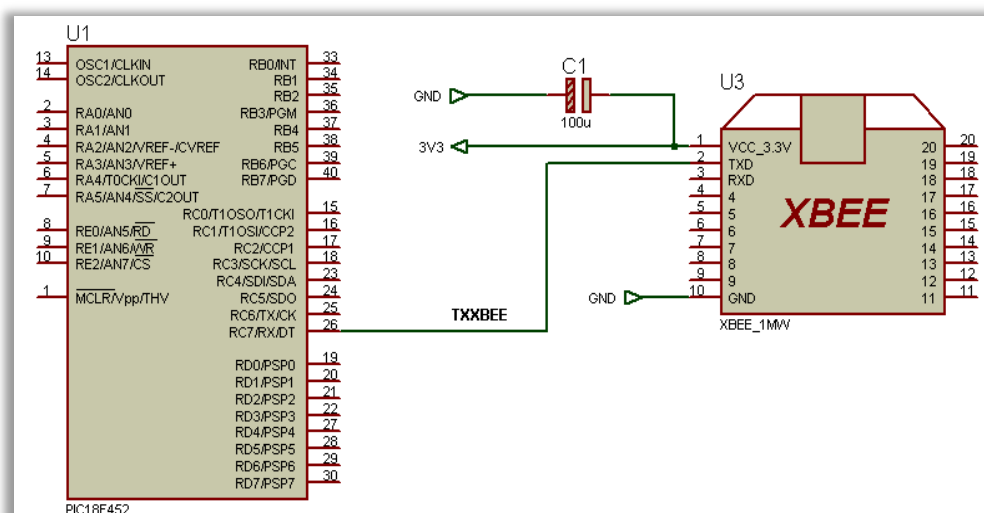 U1
13 OSC1/CLKIN
14 OSC2/CLKOUT
2 RA0/AN0
3 RA1/AN1
4 RA2/AN2/VREF-/CVREF
5 RA3/AN3/VREF+
6 RA4/T0CKI/C1OUT
7 RA5/AN4/SS/C2OUT
8 RE0/AN5/RD
9 RE1/AN6/WR
10 RE2/AN7/CS
1 MCLR/Vpp/THV
RB0/INT 33
RB1 34
RB2 35
RB3/PGM 36
RB4 37
RB5 38
RB6/PGC 39
RB7/PGD 40
RC0/T1OSO/T1CKI 15
RC1/T1OSI/CCP2 16
RC2/CCP1 17
RC3/SCK/SCL 18
RC4/SDI/SDA 23
RC5/SDO 24
RC6/TX/CK 25
RC7/RX/DT 26
RD0/PSP0 19
RD1/PSP1 20
RD2/PSP2 21
RD3/PSP3 22
RD4/PSP4 27
RD5/PSP5 28
RD6/PSP6 29
RD7/PSP7 30
PIC18F452
C1
GND
100u
3V3
TXXBEE
GND
U3
1 VCC_3.3V
2 TXD
3 RXD
4 4
5 5
6 6
7 7
8 8
9 9
10 GND
XBEE
20 20
19 19
18 18
17 17
16 16
15 15
14 14
13 13
12 12
11 11
XBEE_1MW